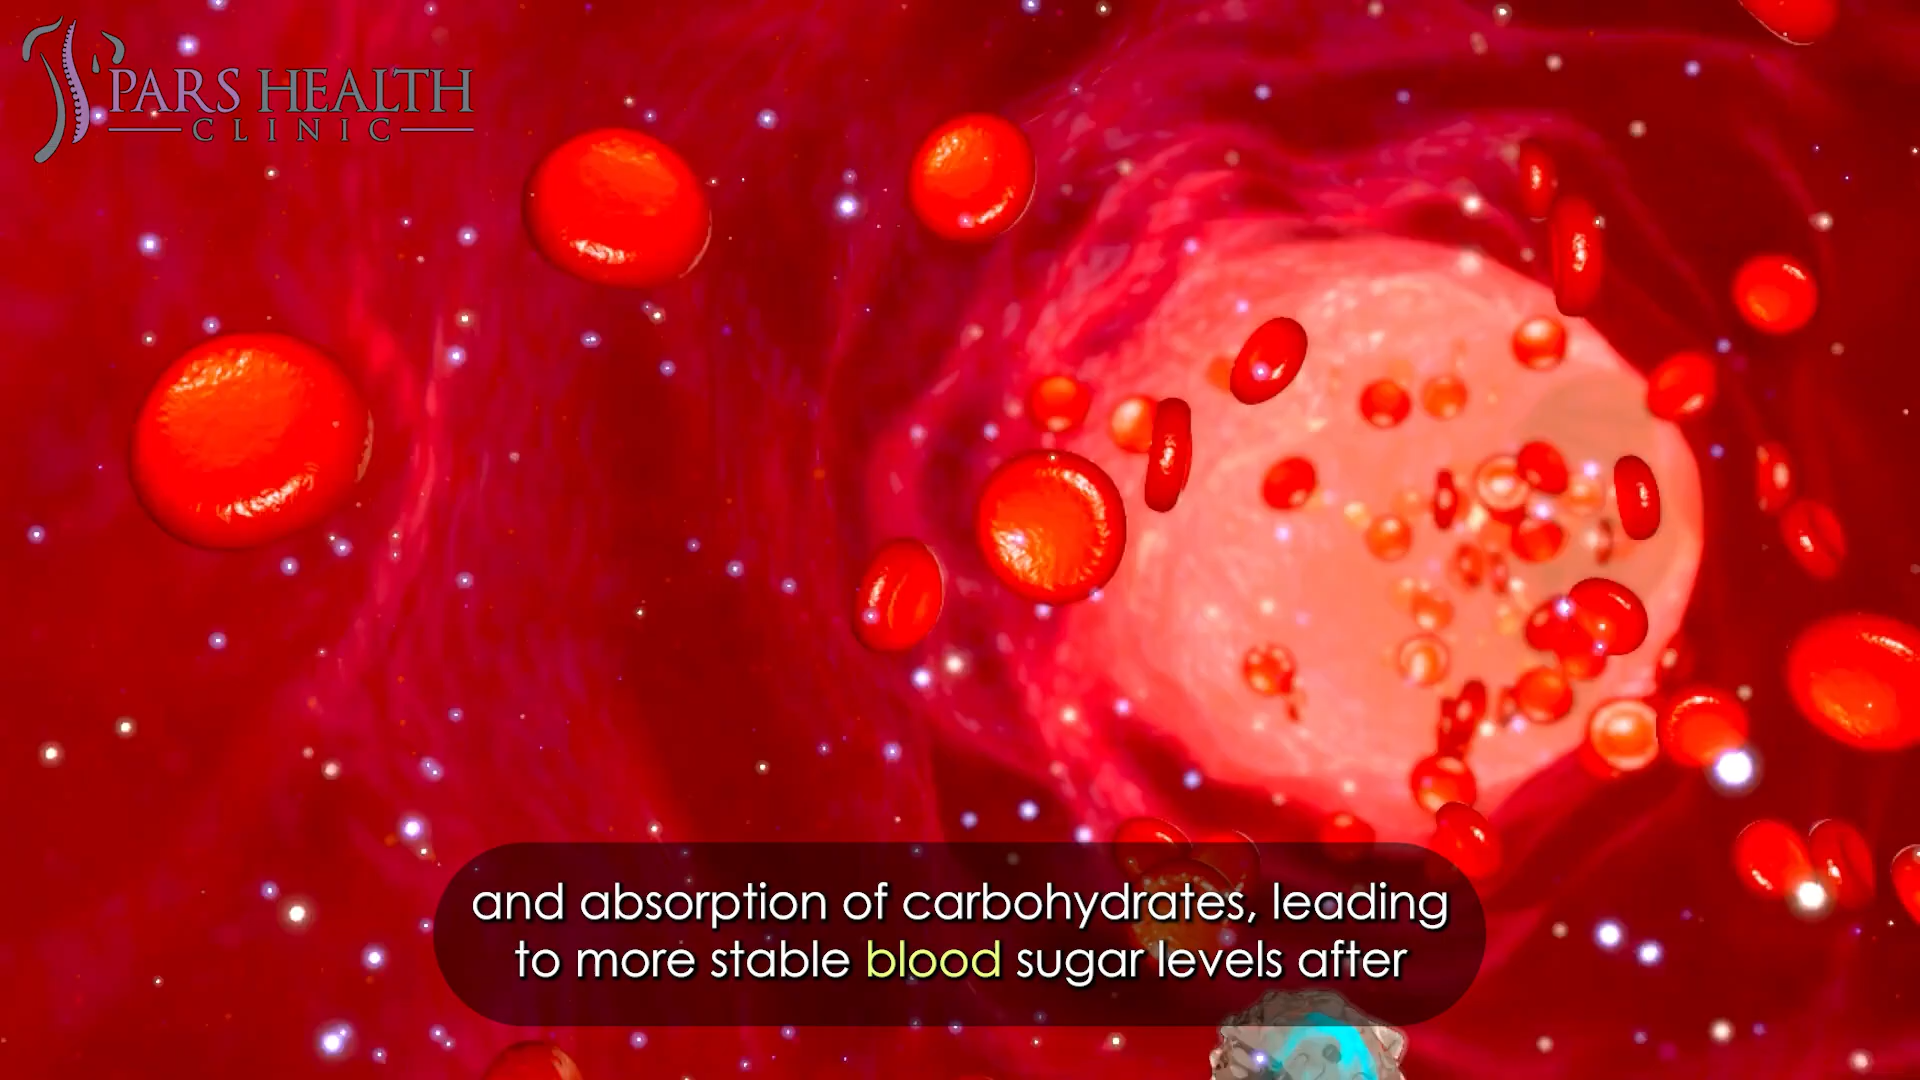 PARS HEALTH
CLINIC
and absorption of carbohydrates, leading
to more stable blood sugar levels after